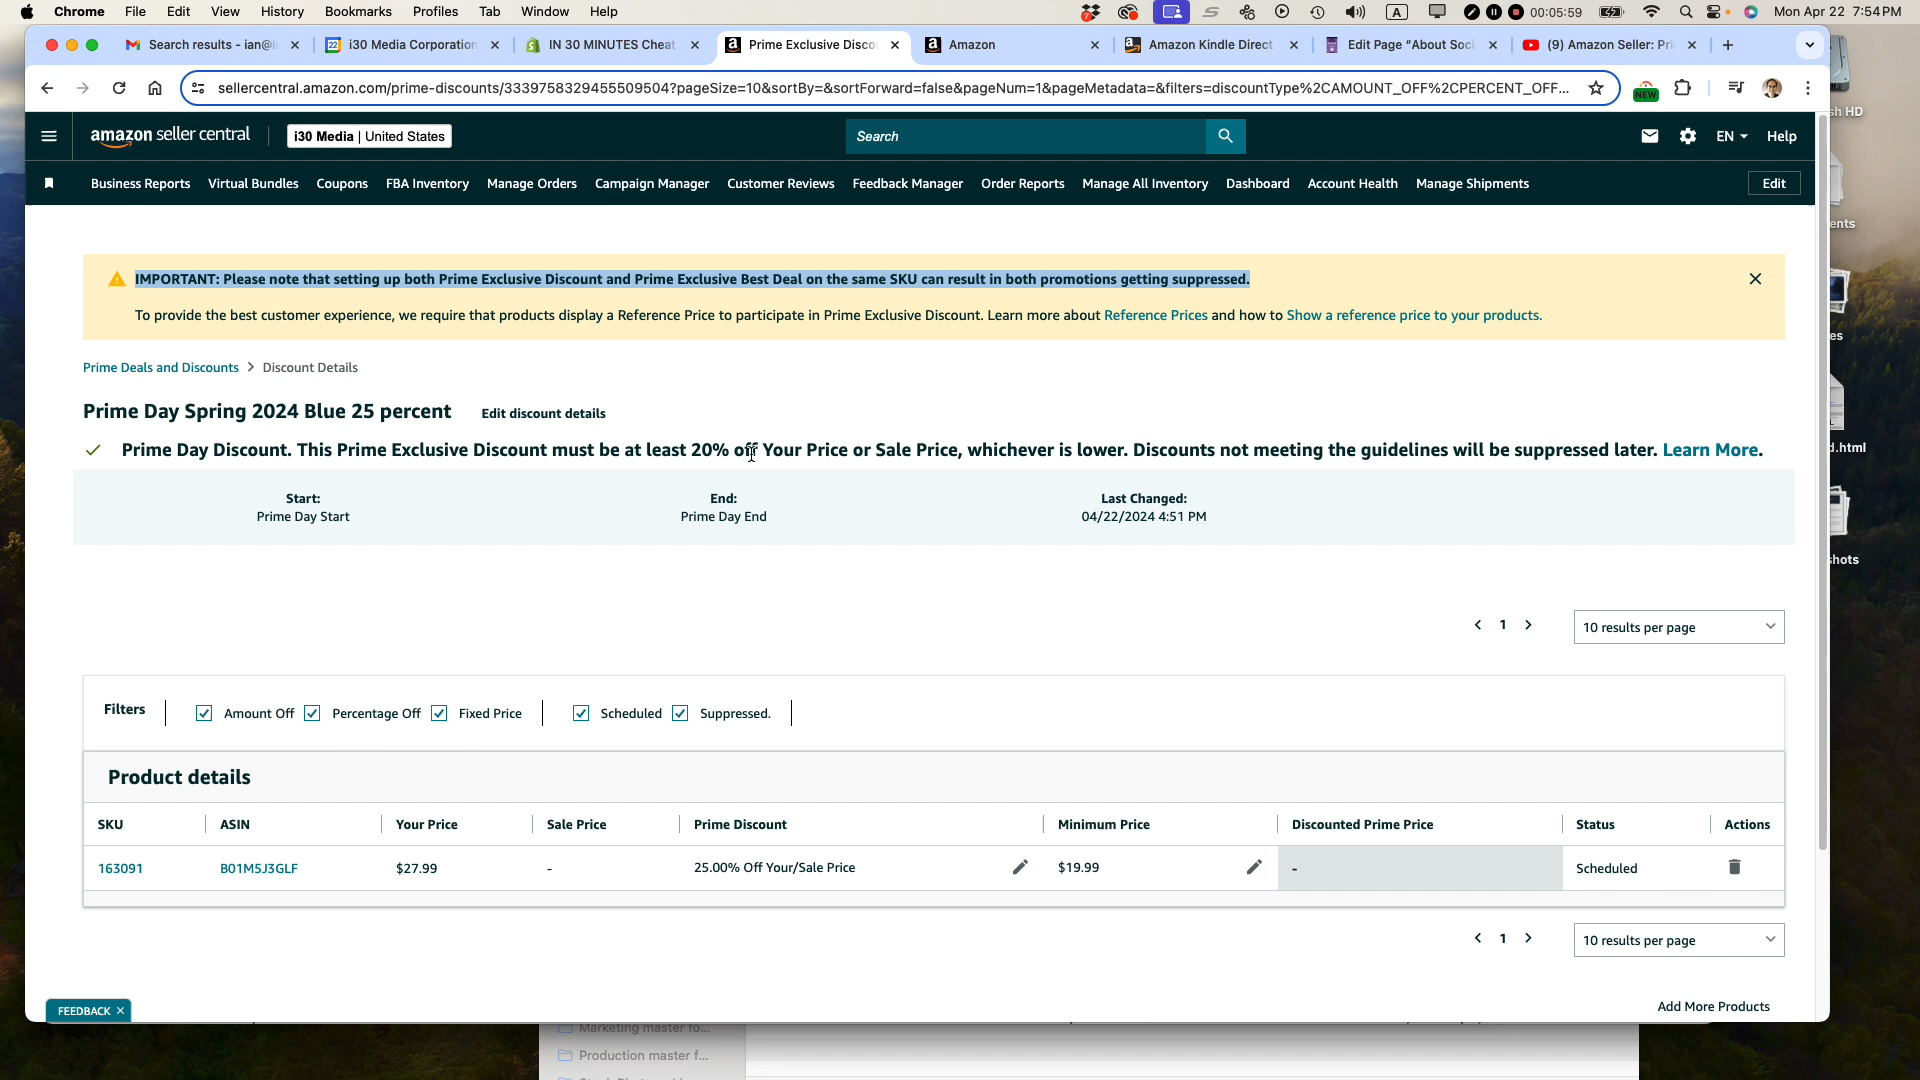 Chrome File Edit View History Bookmarks Profiles Tab Window Help 7 A 00:05:59 Mon Apr 22 7:54 PM
Search results - ian@i 22 i30 Media Corporation IN 30 MINUTES Cheat Prime Exclusive Disco Amazon Amazon Kindle Direct Edit Page “About Soci (9) Amazon Seller: Pri
sellercentral.amazon.com/prime-discounts/3339758329455509504?pageSize=10&sortBy=&sortForward=false&pageNum=1&pageMetadata=&filters=discountType%2CAMOUNT_OFF%2CPERCENT_OFF... NEW
sh HD
amazon seller central i30 Media | United States Search EN Help
Business Reports Virtual Bundles Coupons FBA Inventory Manage Orders Campaign Manager Customer Reviews Feedback Manager Order Reports Manage All Inventory Dashboard Account Health Manage Shipments Edit
ents
IMPORTANT: Please note that setting up both Prime Exclusive Discount and Prime Exclusive Best Deal on the same SKU can result in both promotions getting suppressed.
To provide the best customer experience, we require that products display a Reference Price to participate in Prime Exclusive Discount. Learn more about Reference Prices and how to Show a reference price to your products.
es
Prime Deals and Discounts > Discount Details
Prime Day Spring 2024 Blue 25 percent Edit discount details
Prime Day Discount. This Prime Exclusive Discount must be at least 20% off Your Price or Sale Price, whichever is lower. Discounts not meeting the guidelines will be suppressed later. Learn More.
d.html
Start: End: Last Changed:
Prime Day Start Prime Day End 04/22/2024 4:51 PM
shots
1 10 results per page
Filters Amount Off Percentage Off Fixed Price Scheduled Suppressed.
Product details
SKU ASIN Your Price Sale Price Prime Discount Minimum Price Discounted Prime Price Status Actions
163091 B01M5J3GLF $27.99 - 25.00% Off Your/Sale Price $19.99 - Scheduled
1 10 results per page
FEEDBACK Add More Products
Marketing master fo...
Production master f...